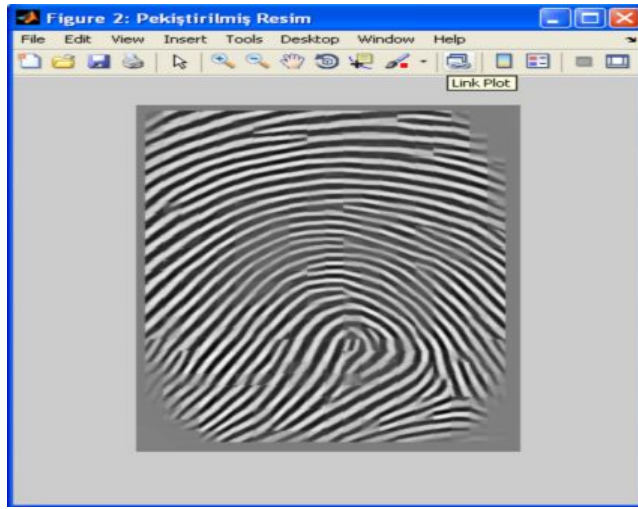 Figure 2: Pekiştirilmiş Resim
File Edit View Insert Tools Desktop Window Help
Link Plot